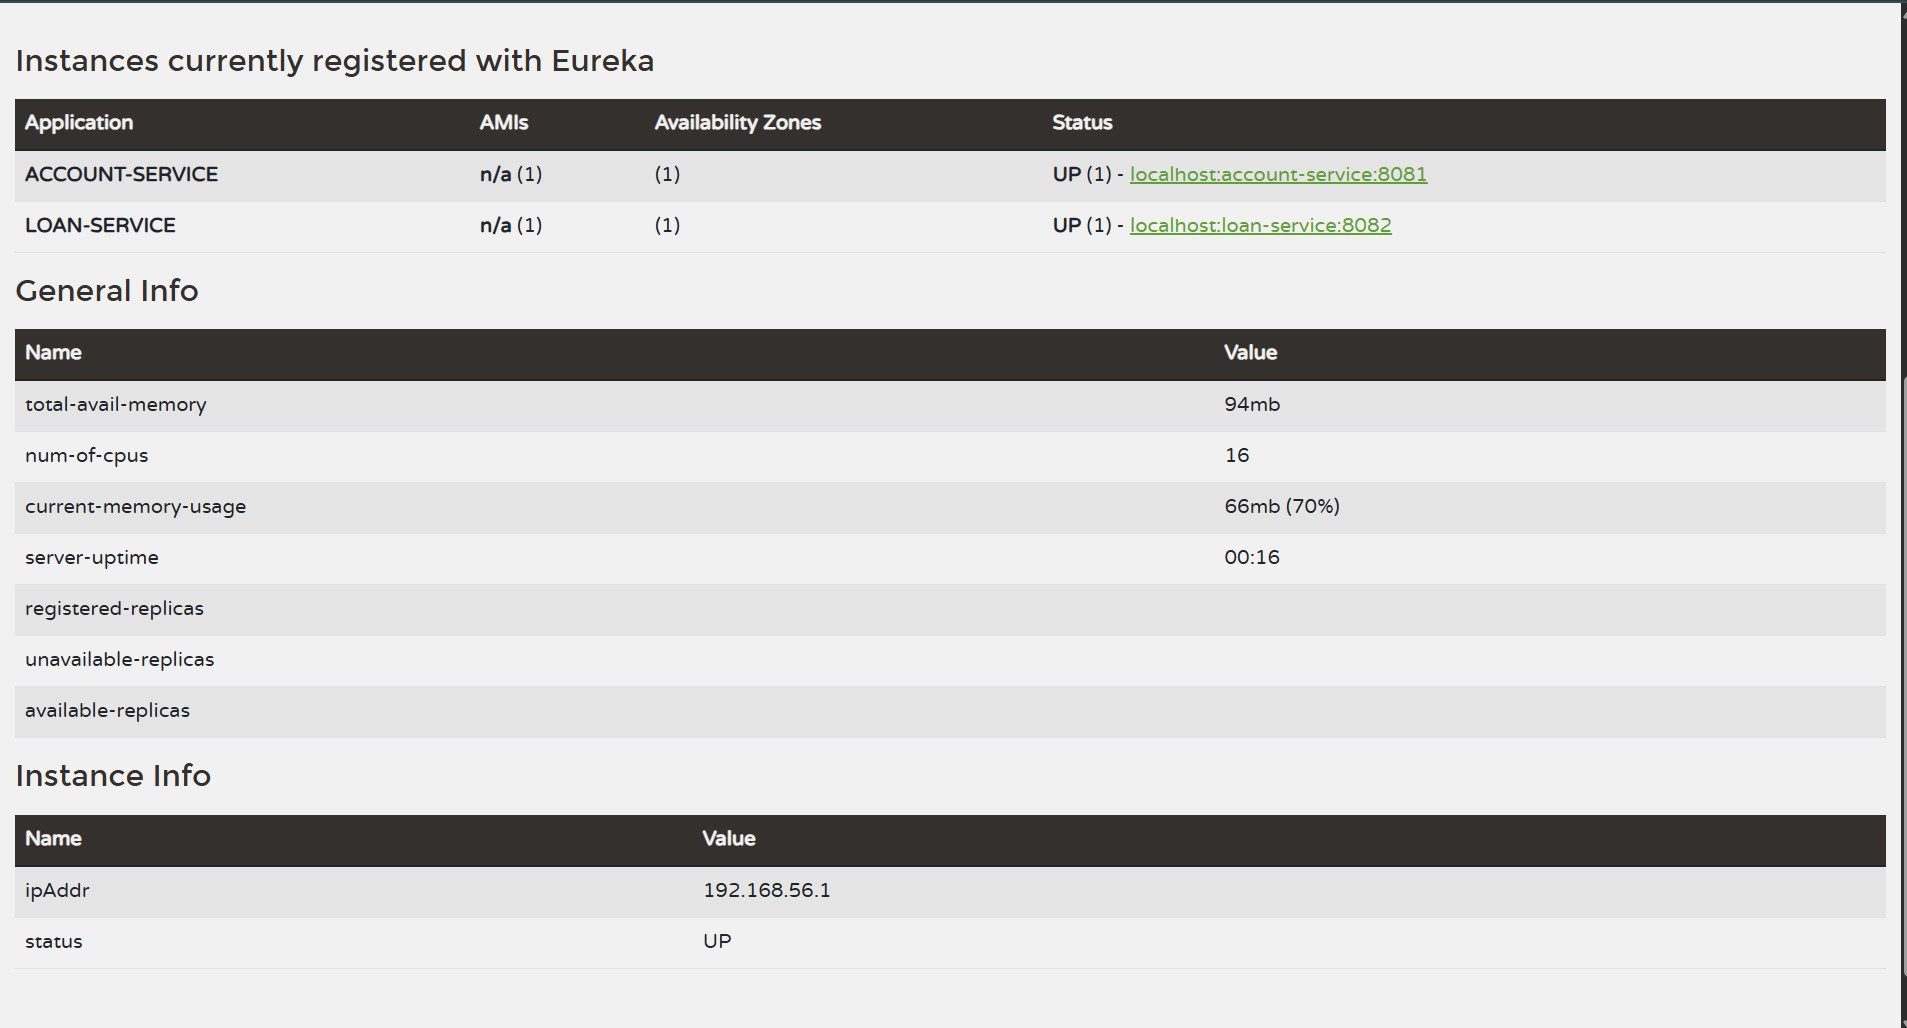 Instances currently registered with Eureka
Application AMIs Availability Zones Status
ACCOUNT-SERVICE n/a (1) (1) UP (1) - localhost:account-service:8081
LOAN-SERVICE n/a (1) (1) UP (1) - localhost:loan-service:8082
General Info
Name Value
total-avail-memory 94mb
num-of-cpus 16
current-memory-usage 66mb (70%)
server-uptime 00:16
registered-replicas
unavailable-replicas
available-replicas
Instance Info
Name Value
ipAddr 192.168.56.1
status UP